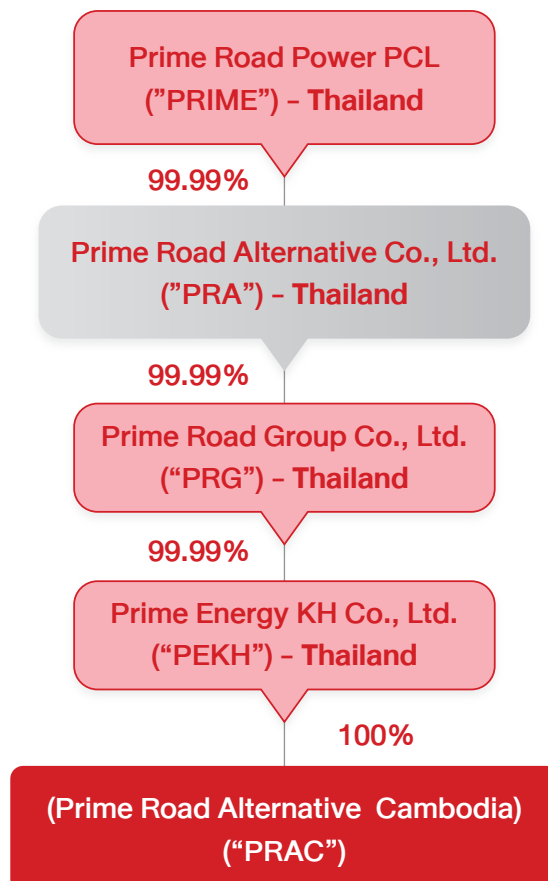 Prime Road Power PCL
(”PRIME”) – Thailand
99.99%
Prime Road Alternative Co., Ltd.
(”PRA”) – Thailand
99.99%
Prime Road Group Co., Ltd.
(“PRG”) – Thailand
99.99%
Prime Energy KH Co., Ltd.
(“PEKH”) – Thailand
100%
(Prime Road Alternative Cambodia)
(“PRAC”)